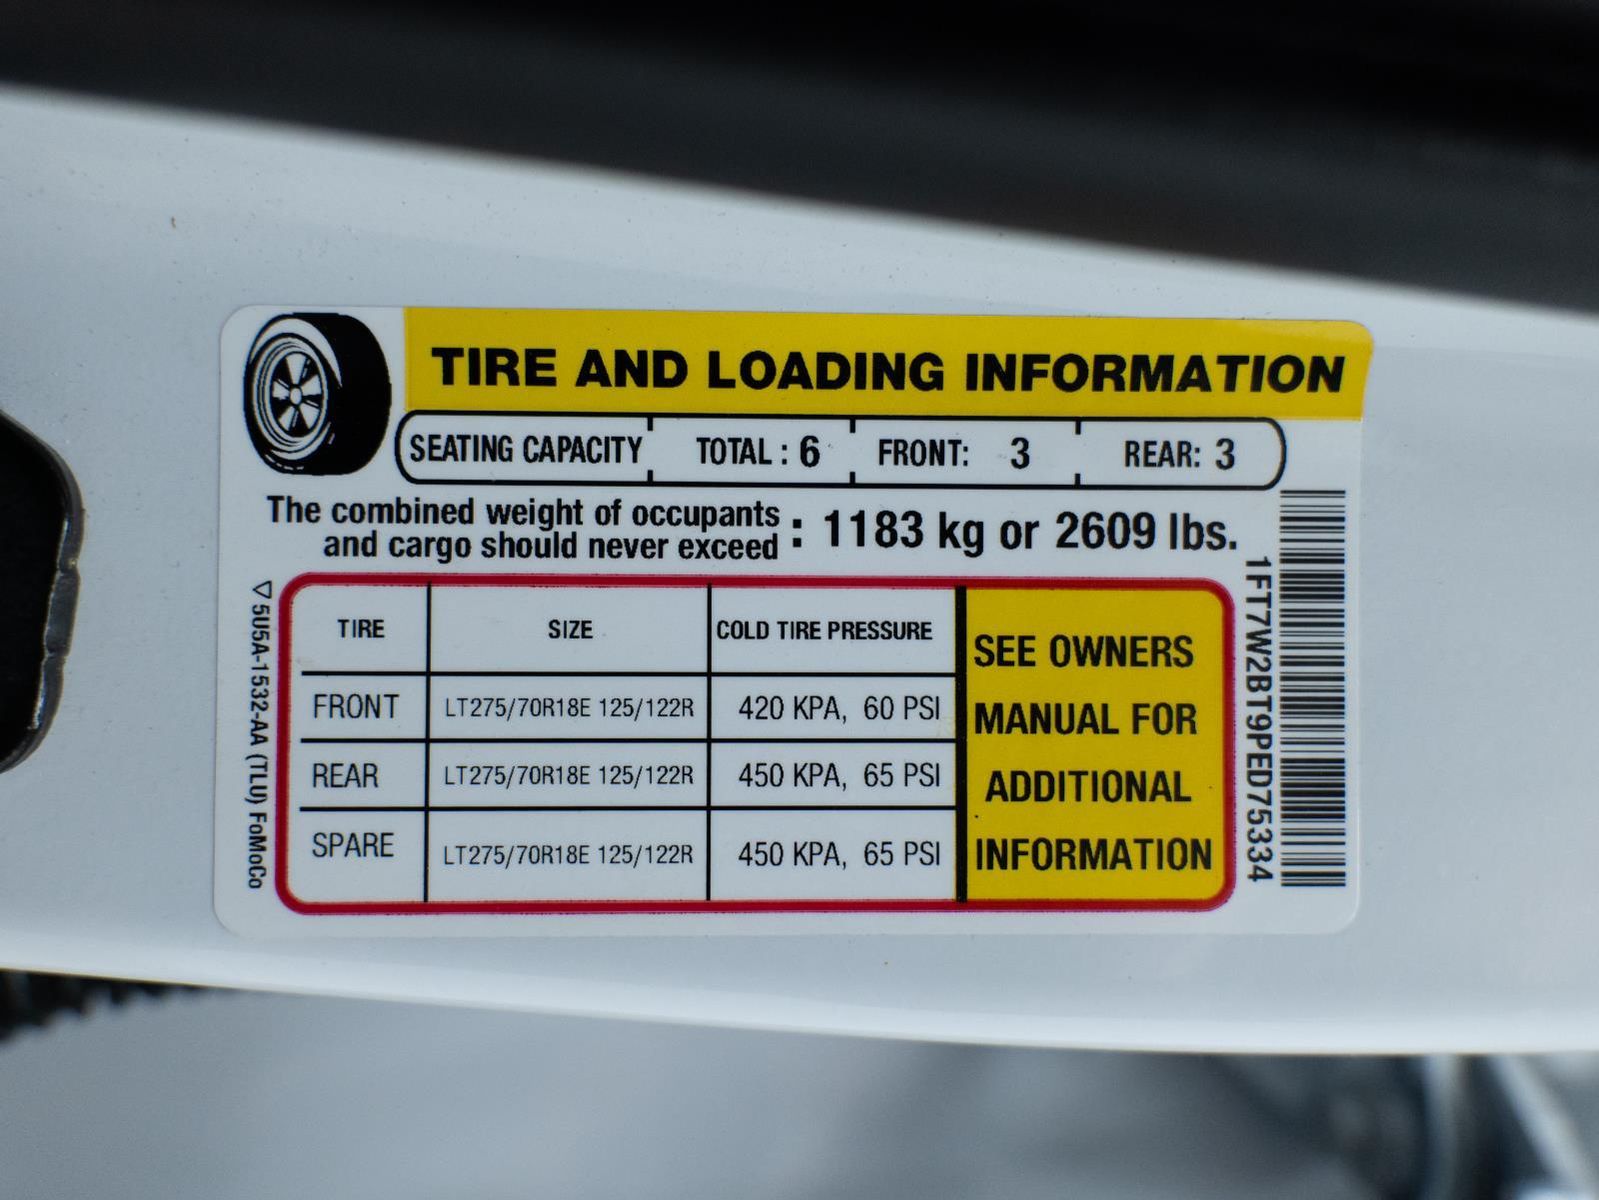 TIRE AND LOADING INFORMATION
SEATING CAPACITY TOTAL : 6 FRONT: 3 REAR: 3
The combined weight of occupants
and cargo should never exceed : 1183 kg or 2609 lbs.
TIRE SIZE COLD TIRE PRESSURE
FRONT LT275/70R18E 125/122R 420 KPA, 60 PSI
REAR LT275/70R18E 125/122R 450 KPA, 65 PSI
SPARE LT275/70R18E 125/122R 450 KPA, 65 PSI
SEE OWNERS
MANUAL FOR
ADDITIONAL
INFORMATION
5U5A-1532-AA (TLU) FoMoCo
1FT7W2BT9PED75334